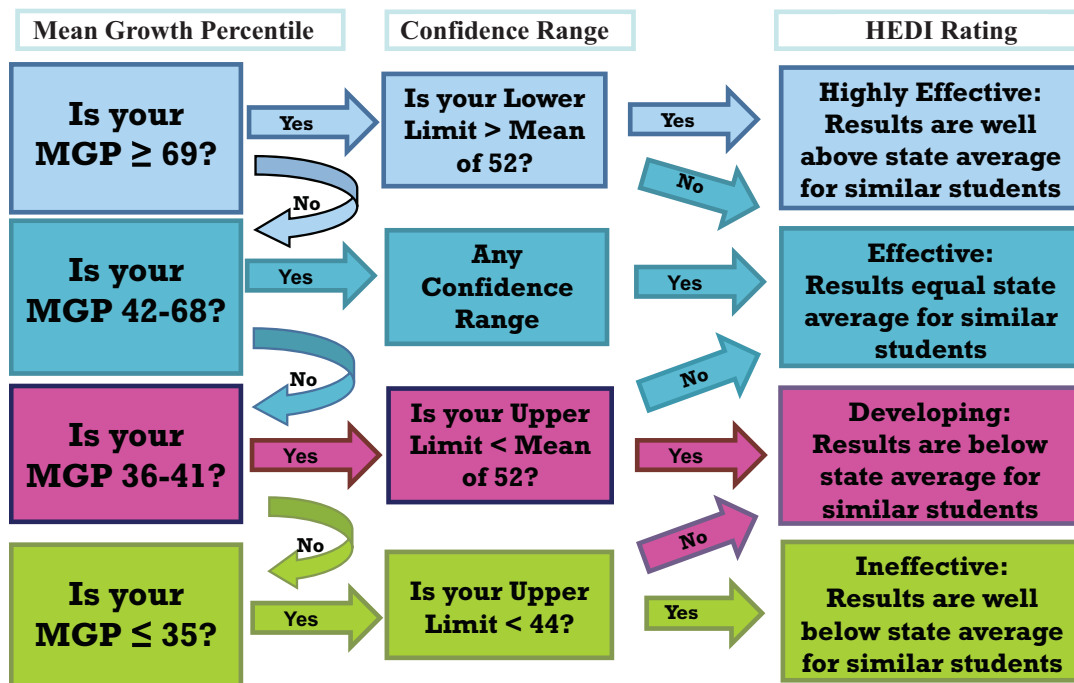 Mean Growth Percentile
Confidence Range
HEDI Rating
Is your
MGP ≥ 69?
Yes
Is your Lower
Limit > Mean
of 52?
Yes
Highly Effective:
Results are well
above state average
for similar students
No
No
Is your
MGP 42-68?
Yes
Any
Confidence
Range
Yes
Effective:
Results equal state
average for similar
students
No
No
Is your
MGP 36-41?
Yes
Is your Upper
Limit < Mean
of 52?
Yes
Developing:
Results are below
state average for
similar students
No
No
Is your
MGP ≤ 35?
Yes
Is your Upper
Limit < 44?
Yes
Ineffective:
Results are well
below state average
for similar students